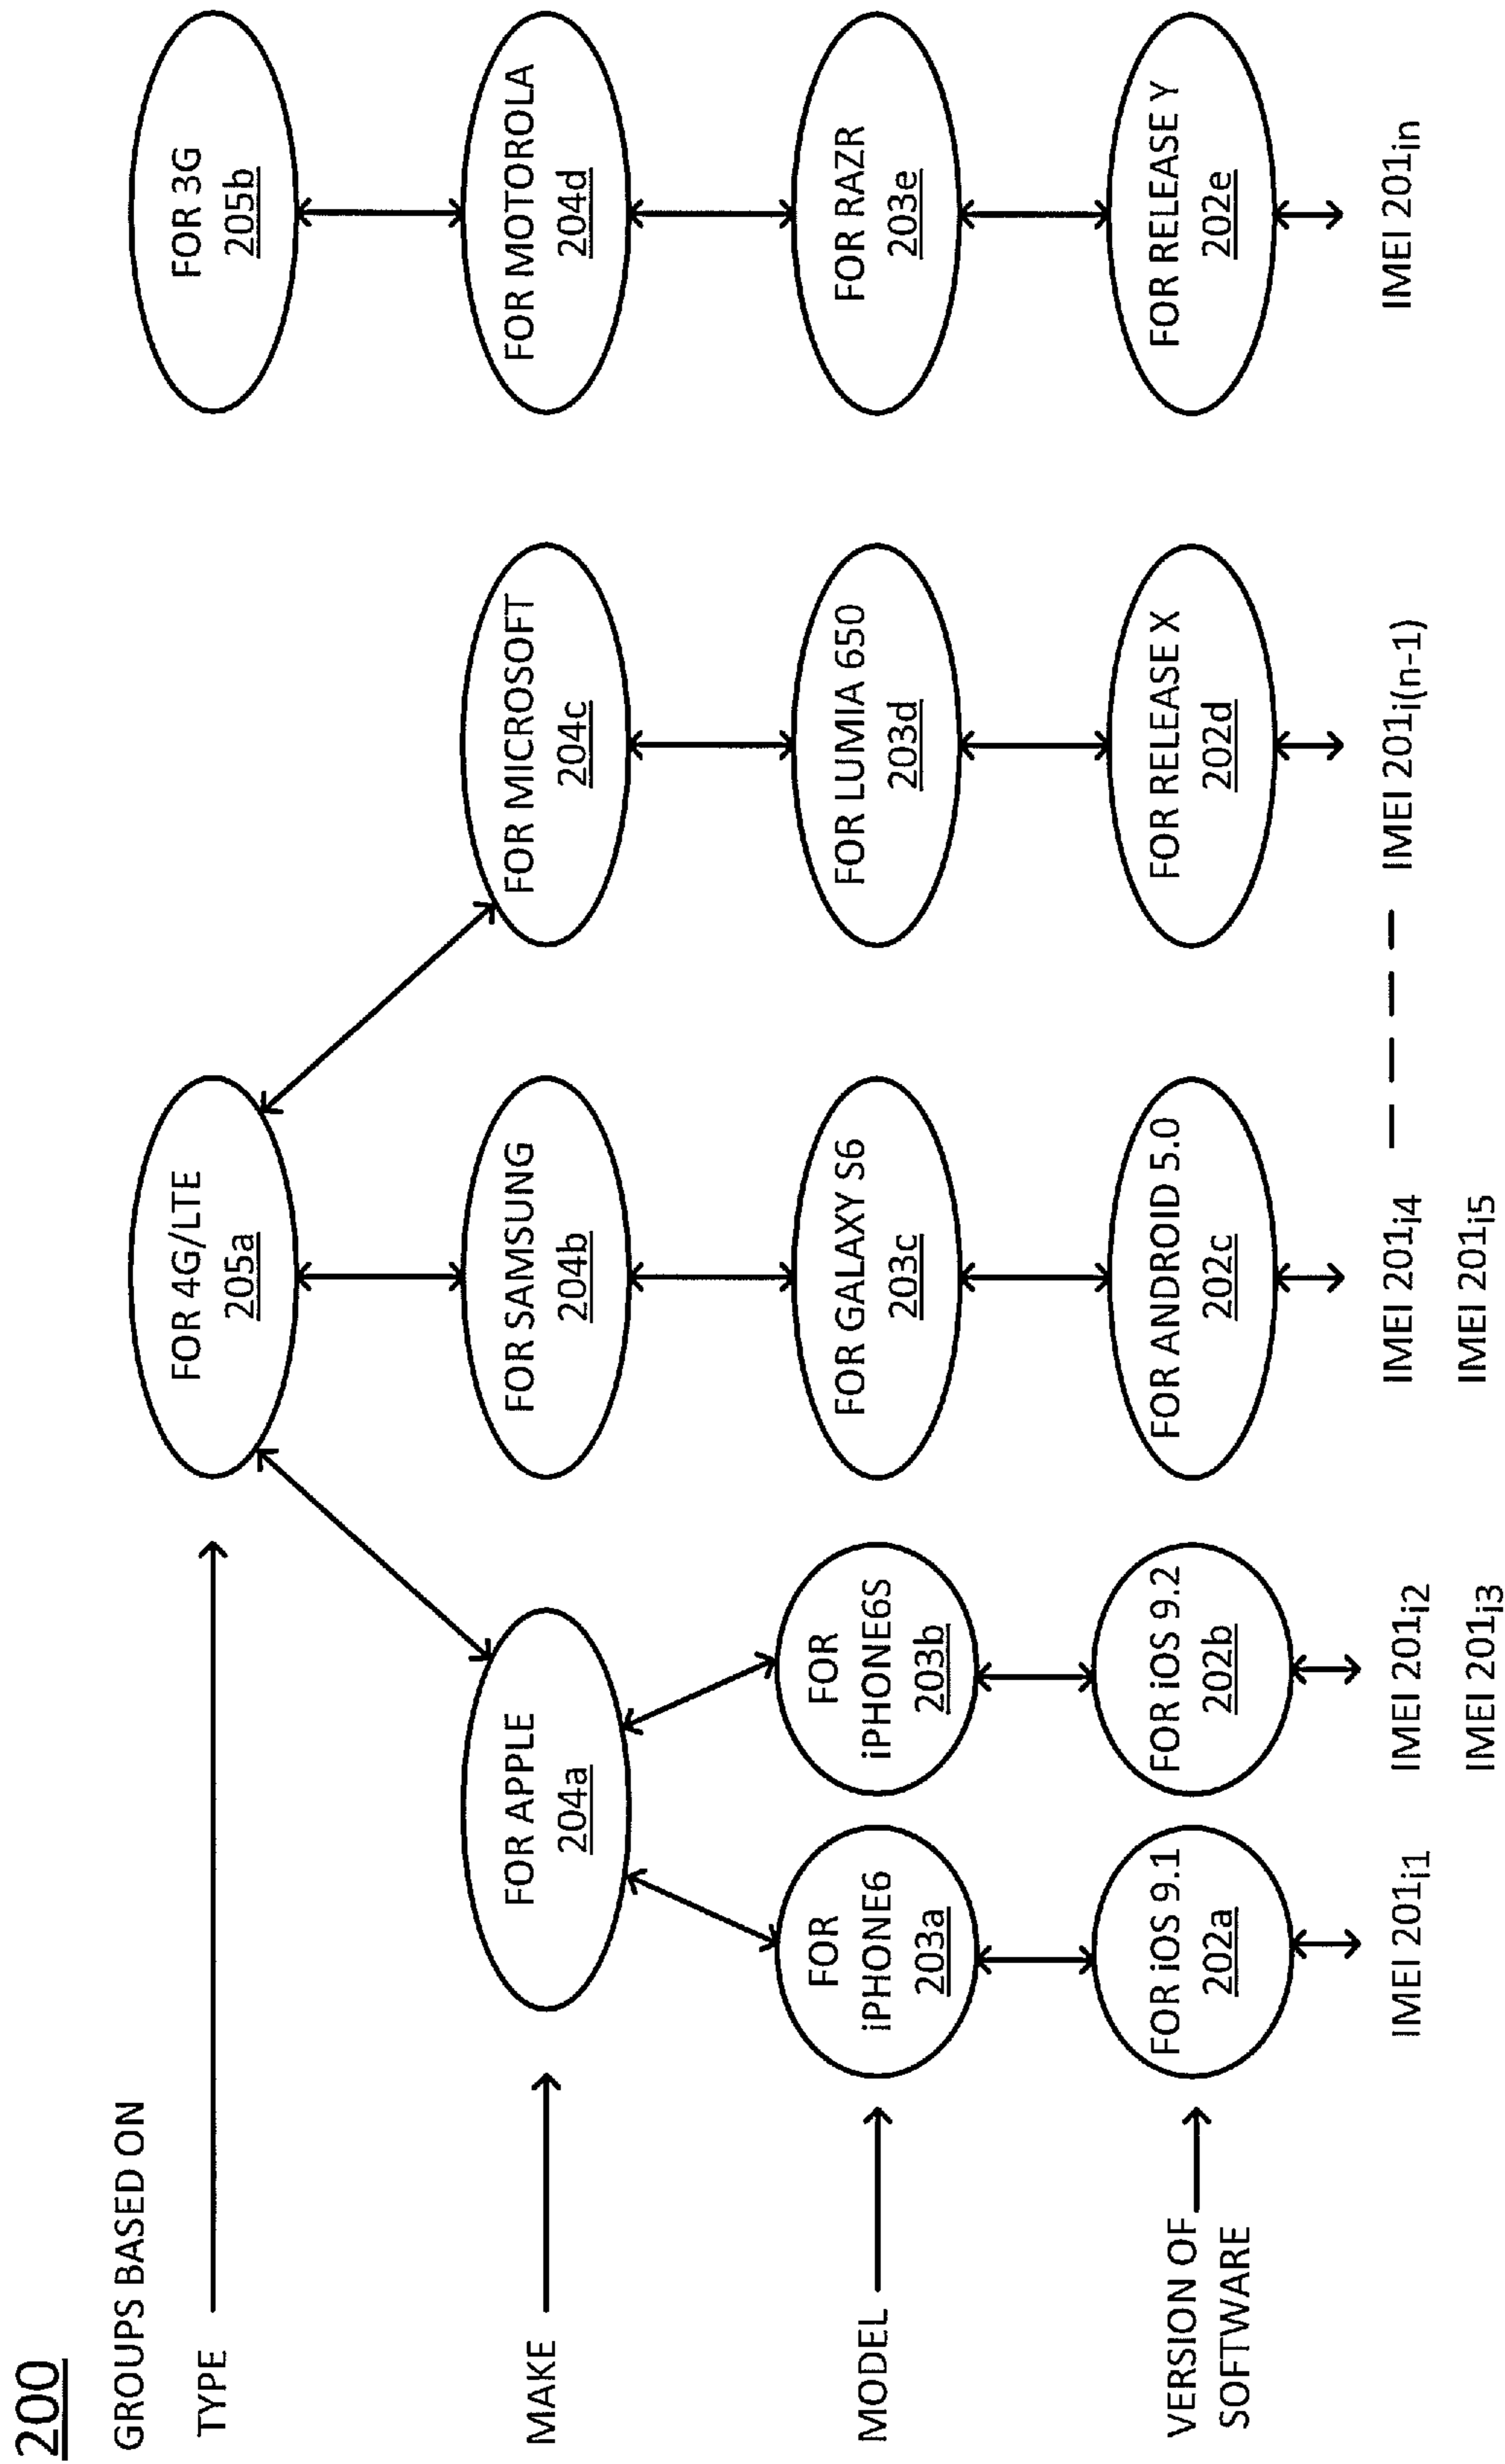 200
GROUPS BASED ON
TYPE
FOR 4G/LTE
205a
FOR 3G
205b
MAKE
FOR APPLE
204a
FOR SAMSUNG
204b
FOR MICROSOFT
204c
FOR MOTOROLA
204d
MODEL
FOR
iPHONE6
203a
FOR
iPHONE6S
203b
FOR GALAXY S6
203c
FOR LUMIA 650
203d
FOR RAZR
203e
VERSION OF
SOFTWARE
FOR iOS 9.1
202a
FOR iOS 9.2
202b
FOR ANDROID 5.0
202c
FOR RELEASE X
202d
FOR RELEASE Y
202e
IMEI 201i1
IMEI 201i2
IMEI 201i3
IMEI 201i4
IMEI 201i5
IMEI 201i(n-1)
IMEI 201in